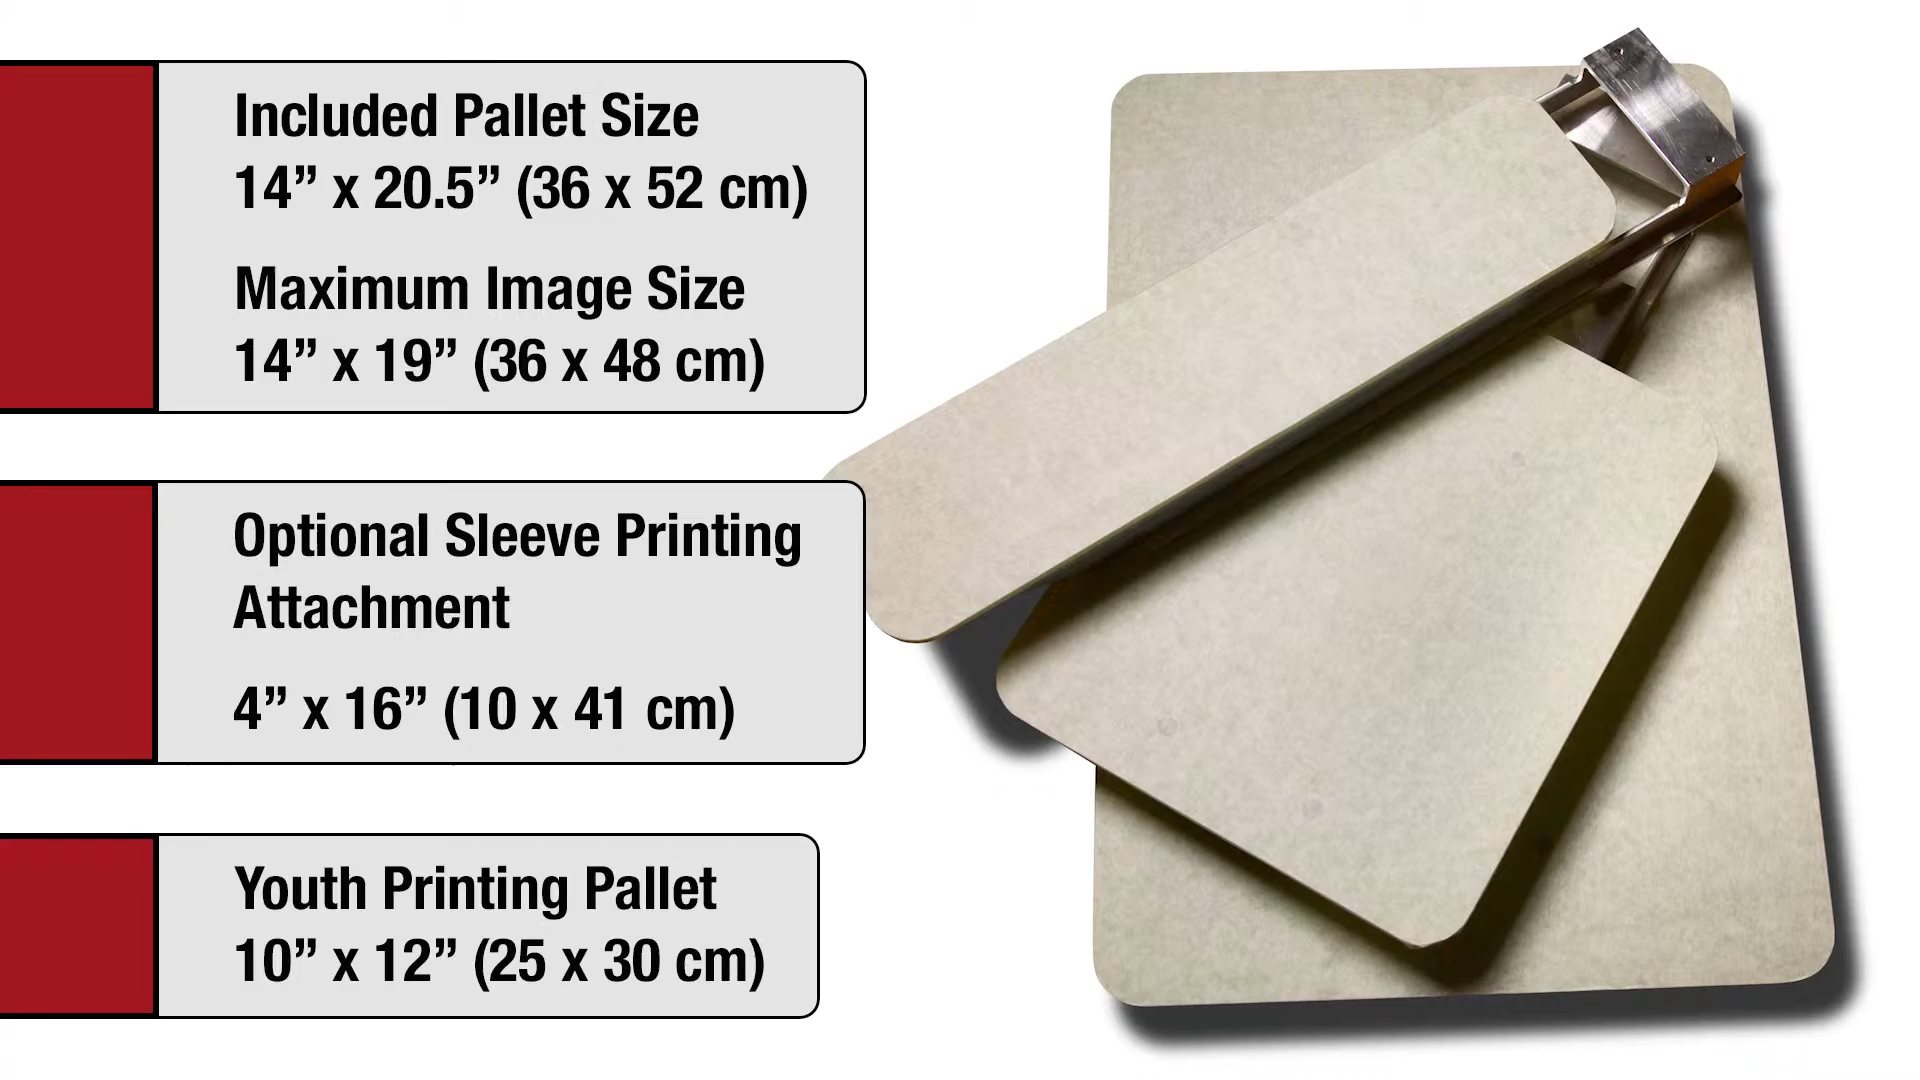 Included Pallet Size
14” x 20.5” (36 x 52 cm)
Maximum Image Size
14” x 19” (36 x 48 cm)
Optional Sleeve Printing
Attachment
4” x 16” (10 x 41 cm)
Youth Printing Pallet
10” x 12” (25 x 30 cm)